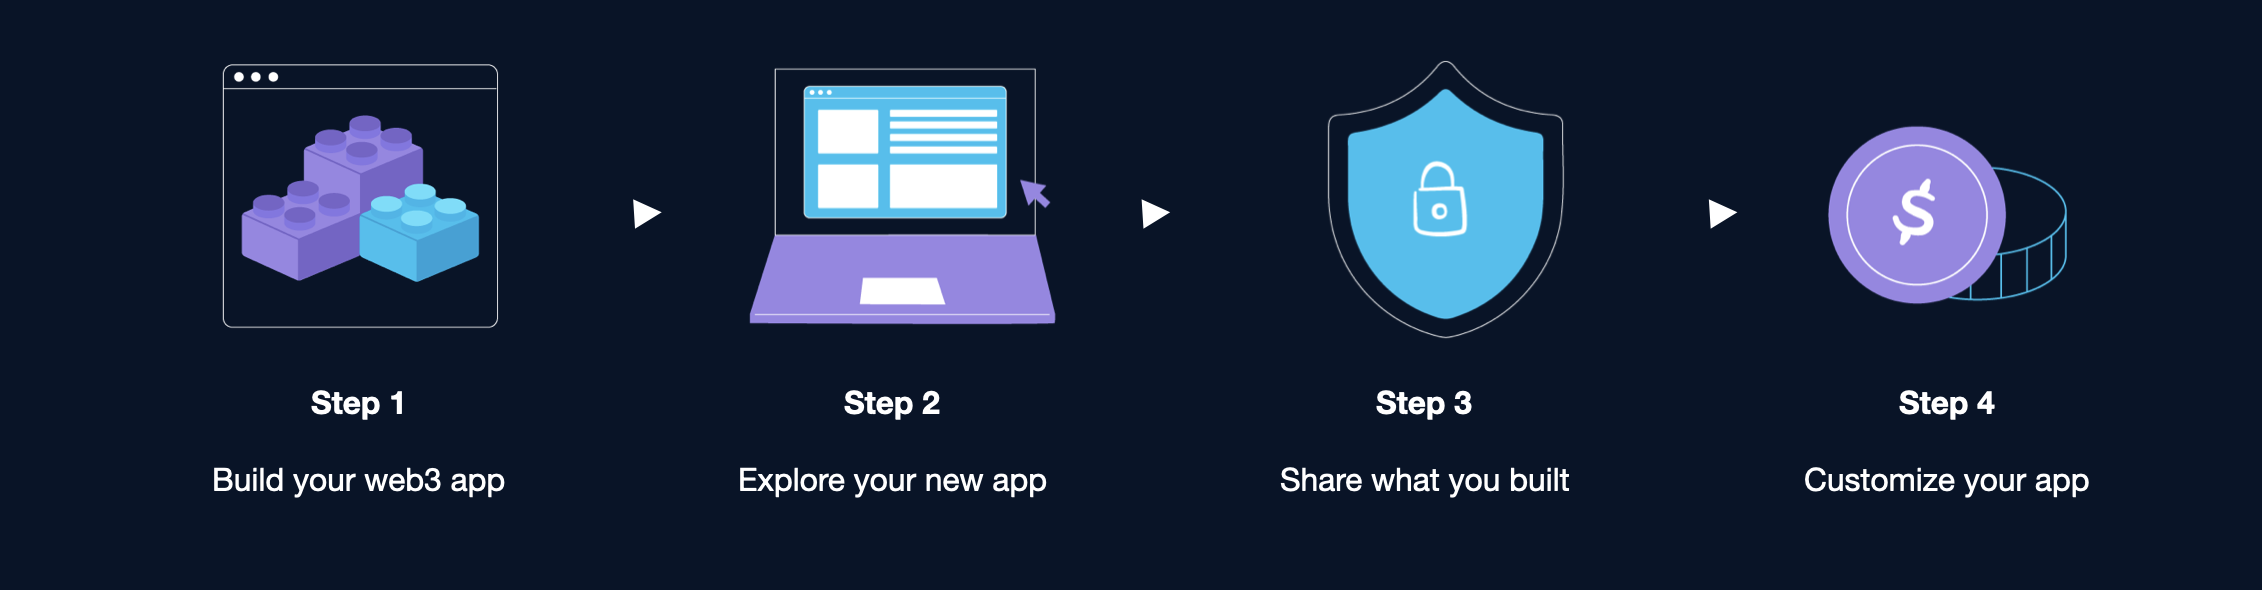 Step 1
Build your web3 app
Step 2
Explore your new app
Step 3
Share what you built
Step 4
Customize your app